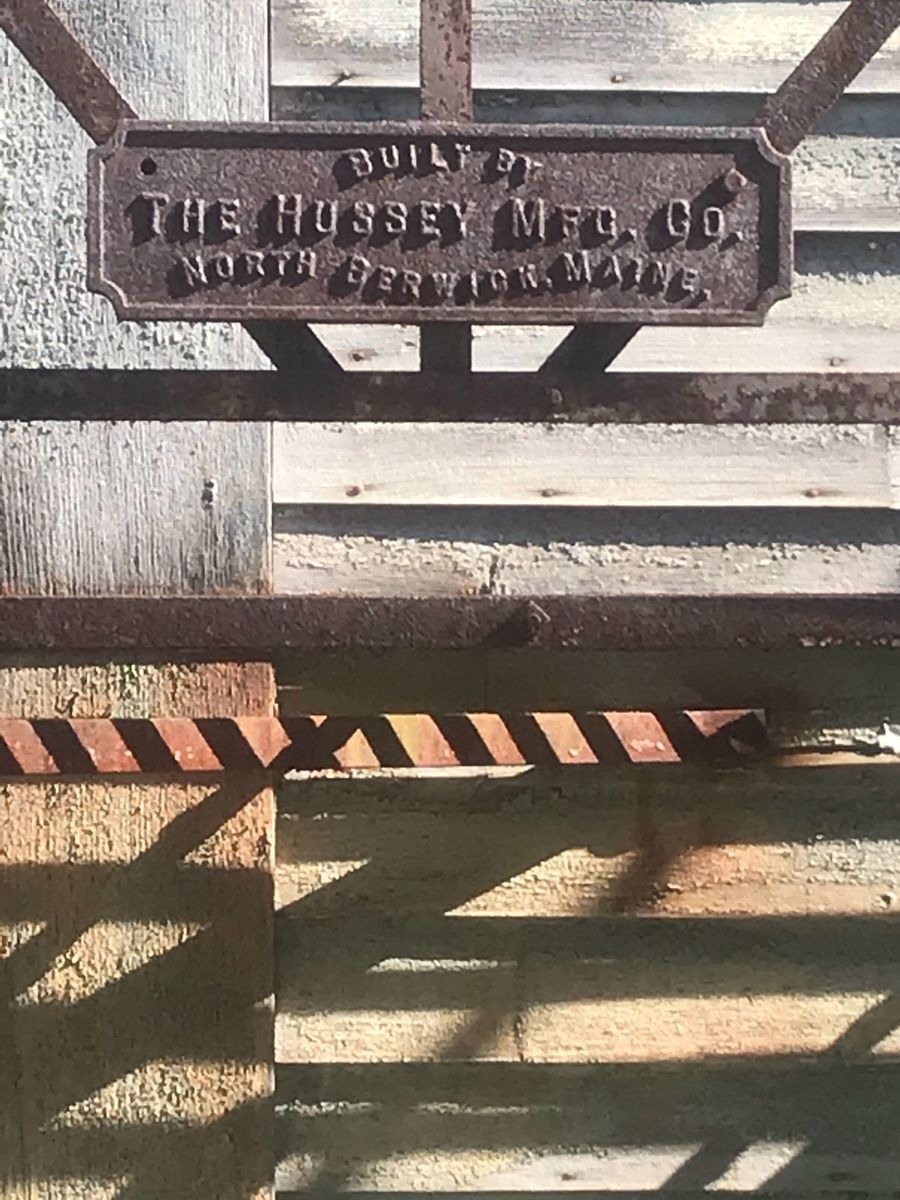 BUILT BY
THE HUSSEY MFG. CO.
NORTH BERWICK, MAINE.